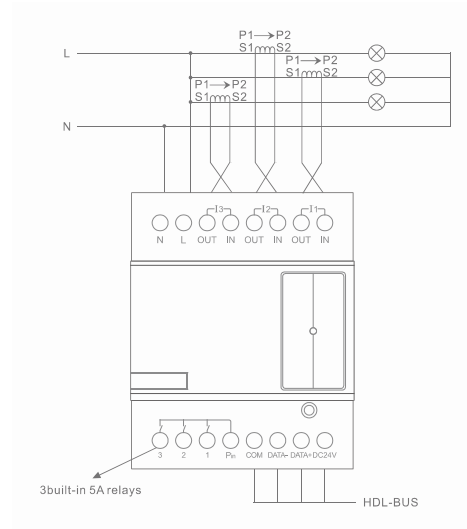 P1→P2
S1 S2
L
P1→P2
S1 S2
P1→P2
S1 S2
N
I3 I2 I1
N L OUT IN OUT IN OUT IN
3 2 1 Pin COM DATA- DATA+ DC24V
3built-in 5A relays
HDL-BUS